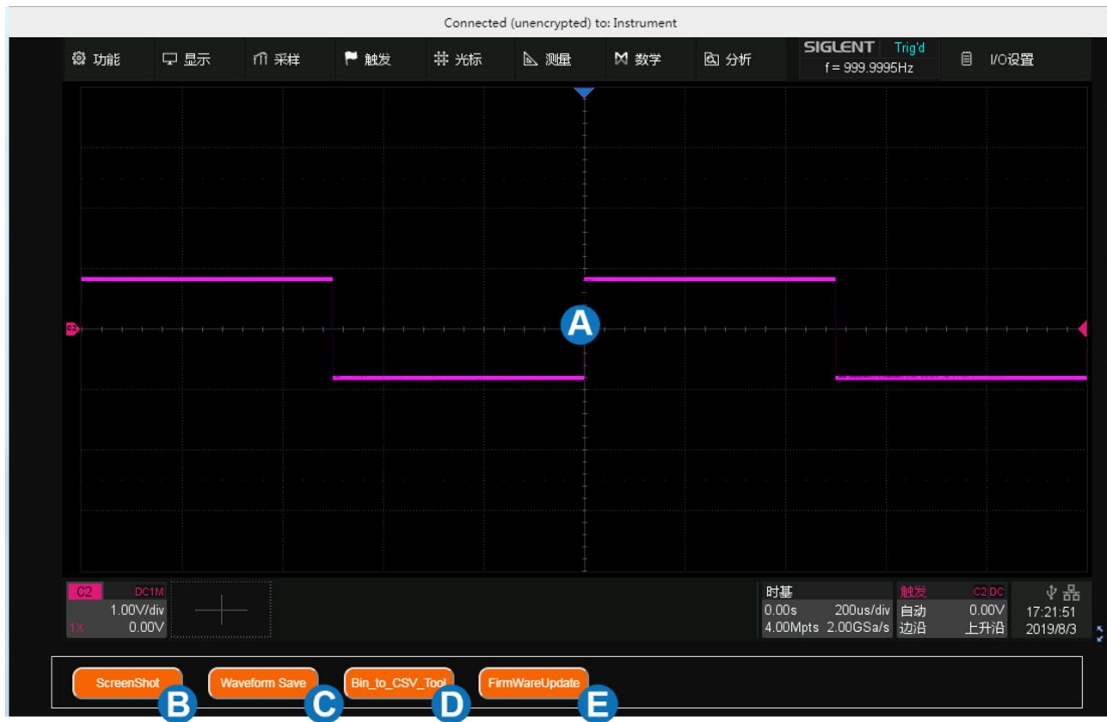 Connected (unencrypted) to: Instrument
功能 显示 采样 触发 光标 测量 数学 分析 SIGLENT Trig'd I/O设置
f = 999.9995Hz
A
C2 DC1M
1.00V/div
1X 0.00V
时基
0.00s 200us/div
4.00Mpts 2.00GSa/s
触发 C2 DC
自动 0.00V
边沿 上升沿
17:21:51
2019/8/3
ScreenShot Waveform Save Bin_to_CSV_Tool FirmWareUpdate
B C D E